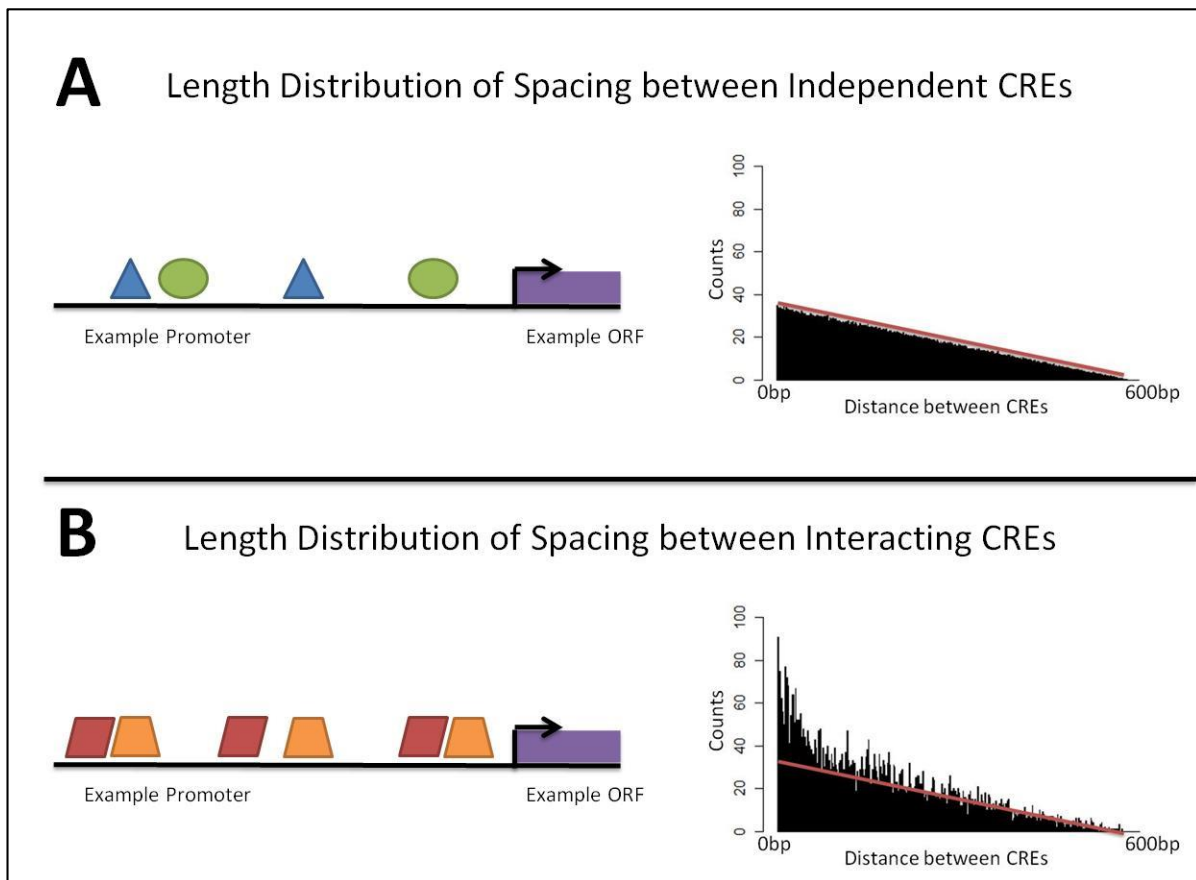 A
Length Distribution of Spacing between Independent CREs
Example Promoter
Example ORF
Counts
100
80
60
40
20
0
0bp
600bp
Distance between CREs
B
Length Distribution of Spacing between Interacting CREs
Example Promoter
Example ORF
Counts
100
80
60
40
20
0
0bp
600bp
Distance between CREs